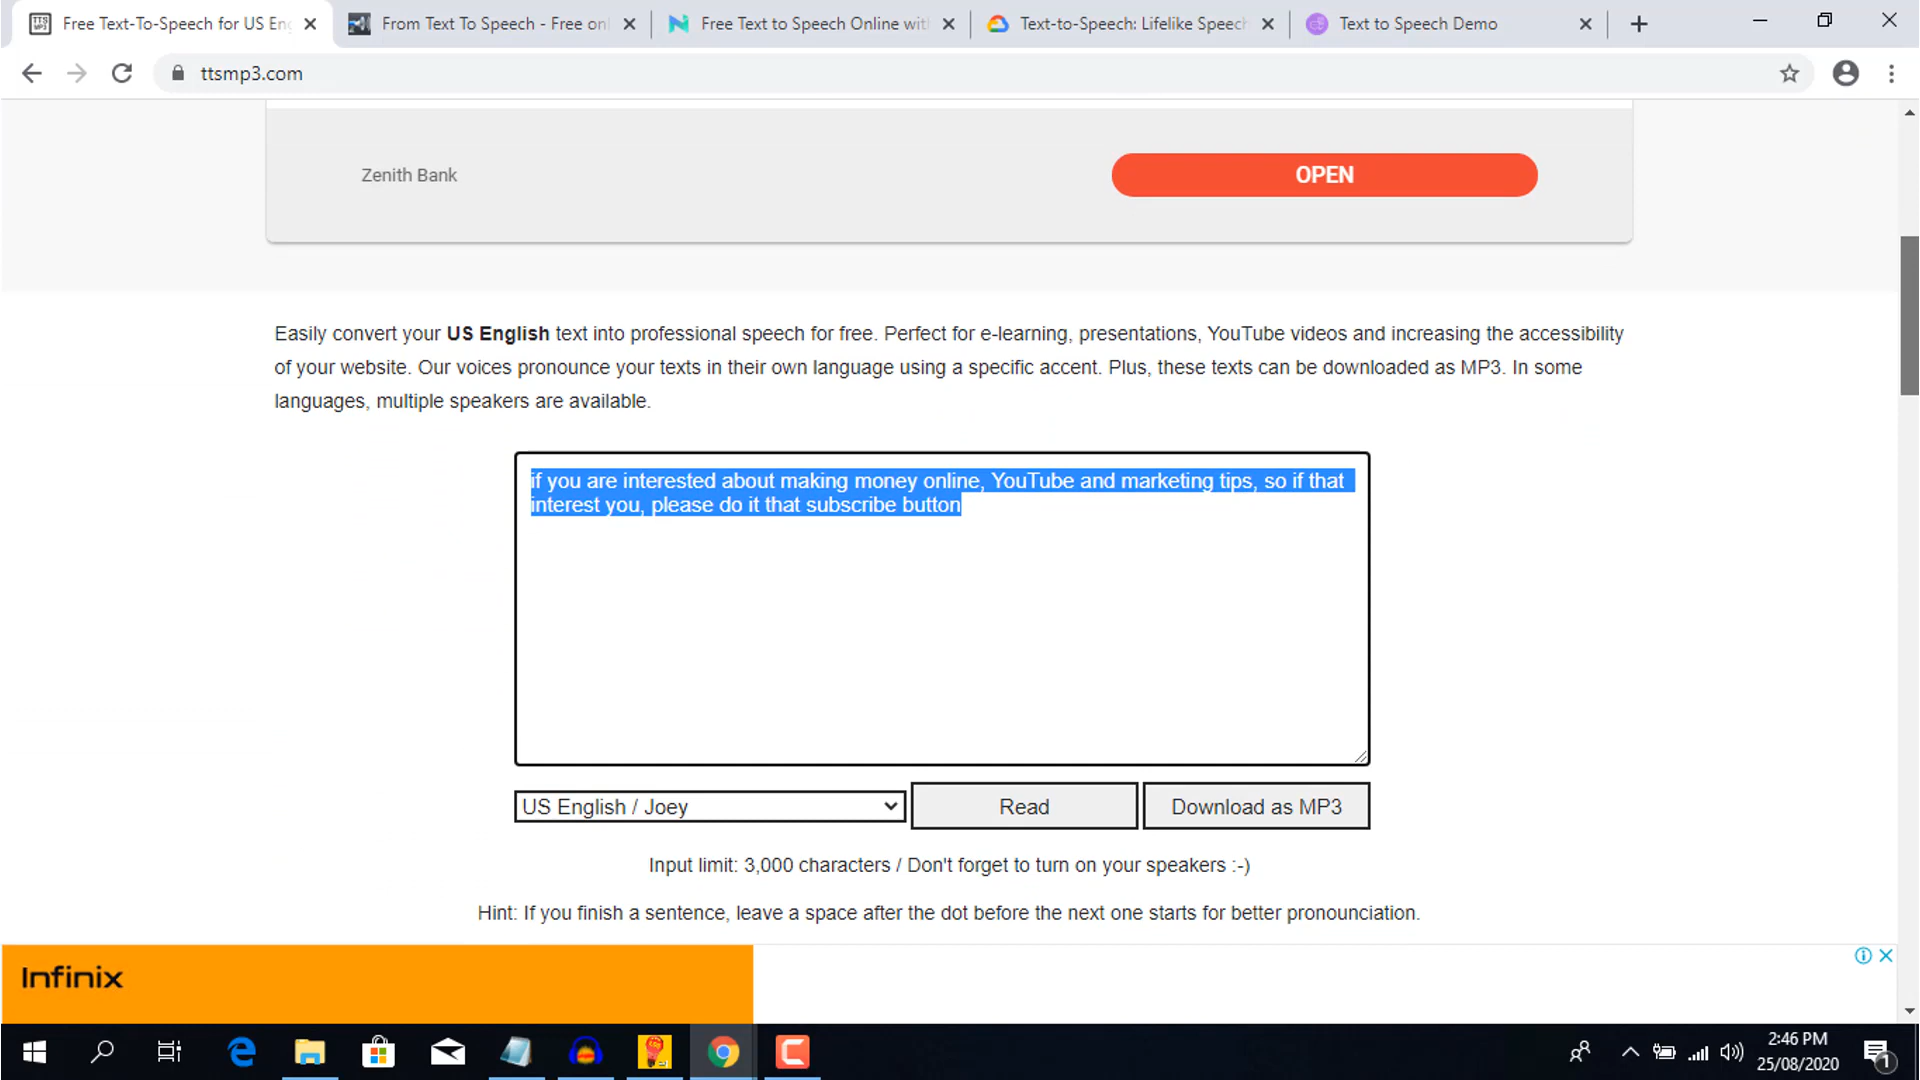 Free Text-To-Speech for US Eng
From Text To Speech - Free onl
Free Text to Speech Online with
Text-to-Speech: Lifelike Speech
Text to Speech Demo
ttsmp3.com
Zenith Bank
OPEN
Easily convert your US English text into professional speech for free. Perfect for e-learning, presentations, YouTube videos and increasing the accessibility
of your website. Our voices pronounce your texts in their own language using a specific accent. Plus, these texts can be downloaded as MP3. In some
languages, multiple speakers are available.
if you are interested about making money online, YouTube and marketing tips, so if that
interest you, please do it that subscribe button
US English / Joey
Read
Download as MP3
Input limit: 3,000 characters / Don't forget to turn on your speakers :-)
Hint: If you finish a sentence, leave a space after the dot before the next one starts for better pronounciation.
Infinix
2:46 PM
25/08/2020
1